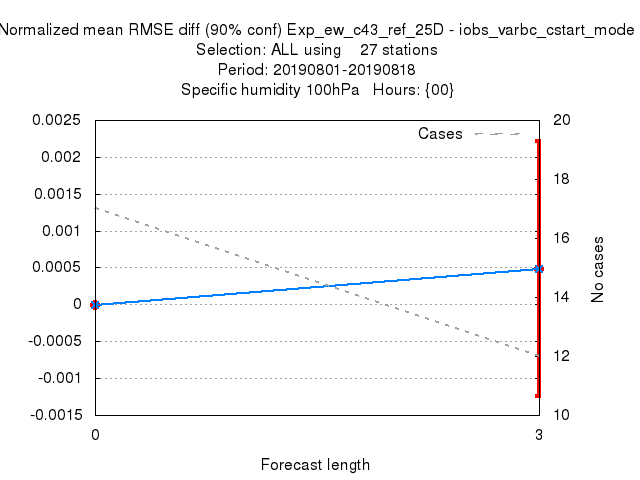 Normalized mean RMSE diff (90% conf) Exp_ew_c43_ref_25D - iobs_varbc_cstart_mode
Selection: ALL using    27 stations
Period: 20190801-20190818
Specific humidity 100hPa   Hours: {00}
0.0025
0.002
0.0015
0.001
0.0005
0
-0.0005
-0.001
-0.0015
Cases
20
18
16
14
12
10
No cases
0
3
Forecast length